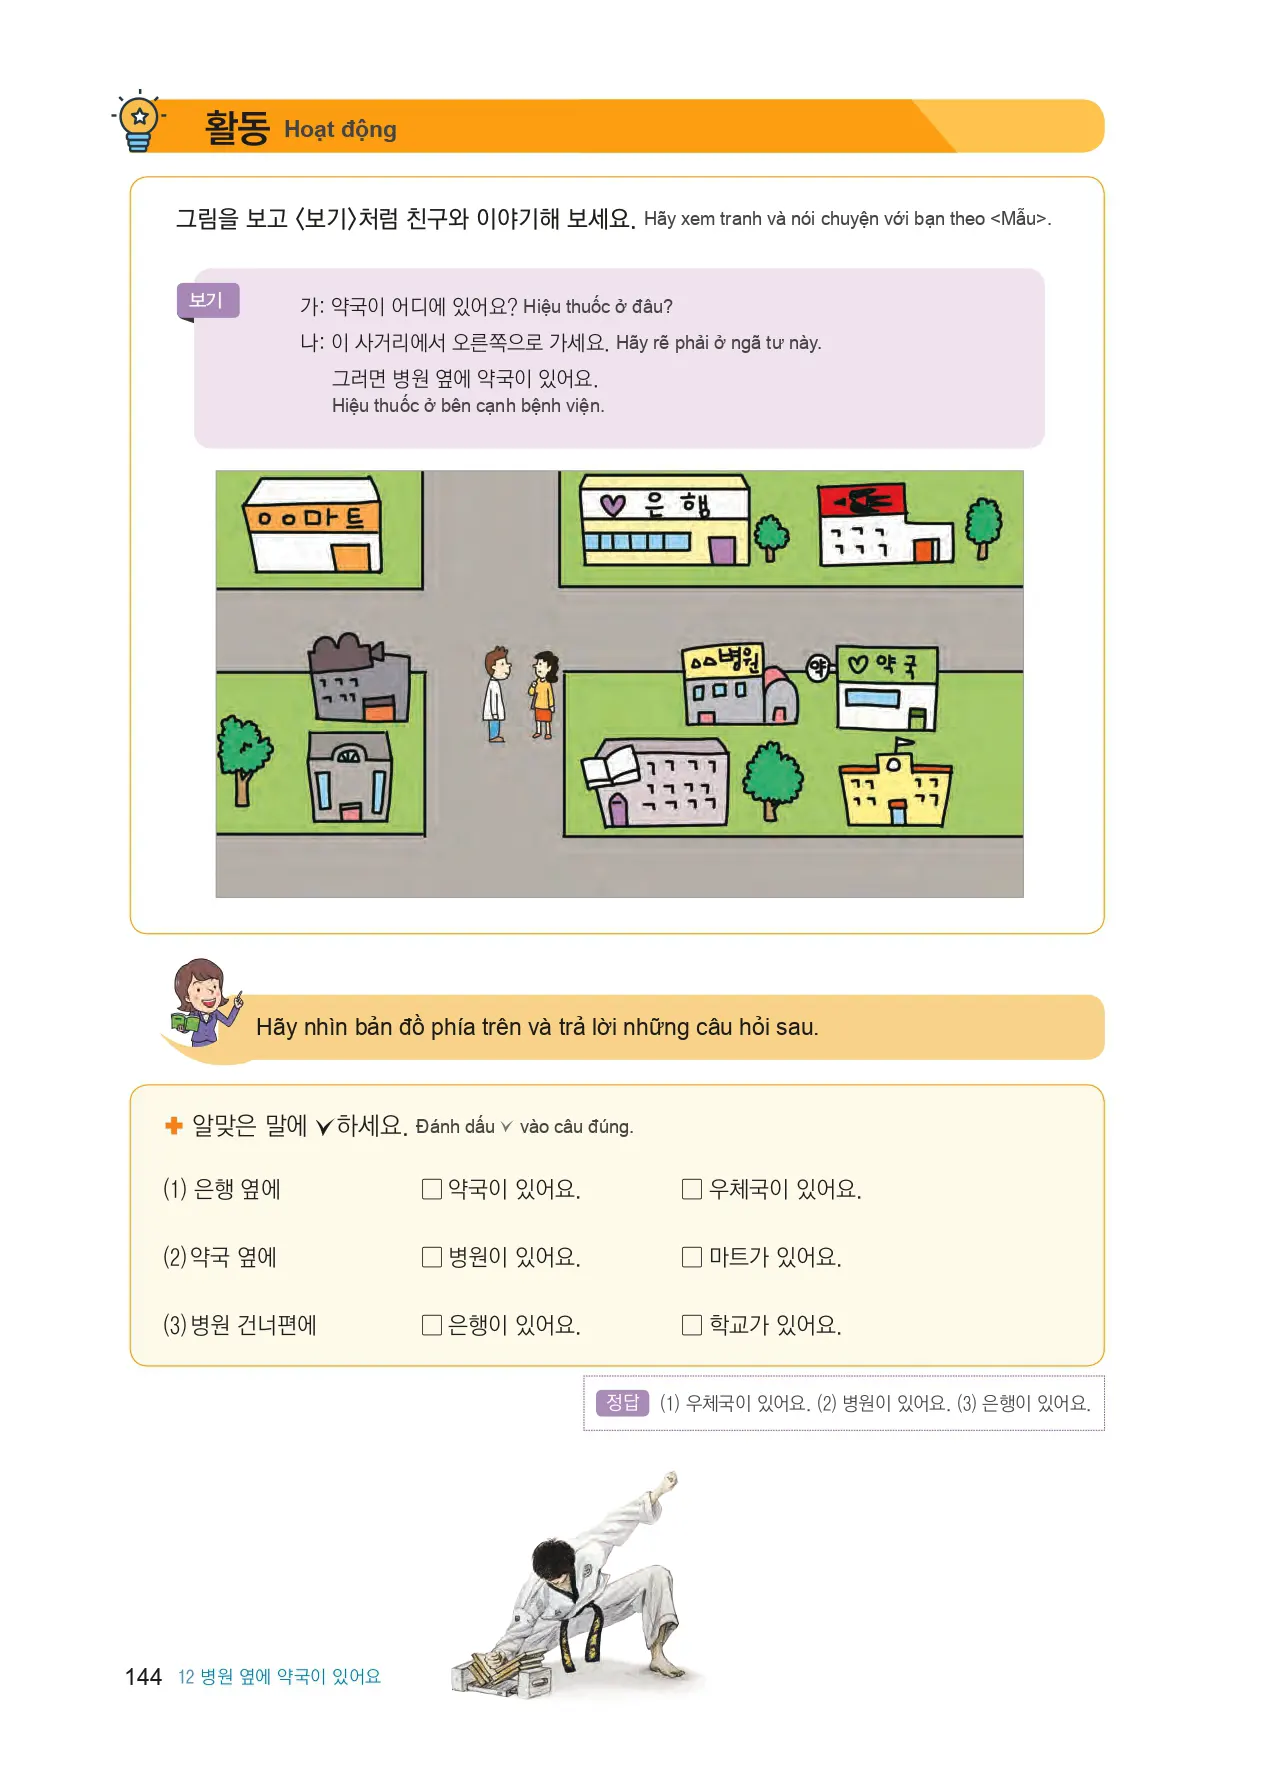 활동 Hoạt động
그림을 보고 〈보기〉처럼 친구와 이야기해 보세요. Hãy xem tranh và nói chuyện với bạn theo <Mẫu>.
보기
가: 약국이 어디에 있어요? Hiệu thuốc ở đâu?
나: 이 사거리에서 오른쪽으로 가세요. Hãy rẽ phải ở ngã tư này.
그러면 병원 옆에 약국이 있어요.
Hiệu thuốc ở bên cạnh bệnh viện.
ㅇㅇ마트
은행
△△병원
약
약국
Hãy nhìn bản đồ phía trên và trả lời những câu hỏi sau.
✚ 알맞은 말에 ✓하세요. Đánh dấu ✓ vào câu đúng.
(1) 은행 옆에 □ 약국이 있어요. □ 우체국이 있어요.
(2) 약국 옆에 □ 병원이 있어요. □ 마트가 있어요.
(3) 병원 건너편에 □ 은행이 있어요. □ 학교가 있어요.
정답 (1) 우체국이 있어요. (2) 병원이 있어요. (3) 은행이 있어요.
144 12 병원 옆에 약국이 있어요